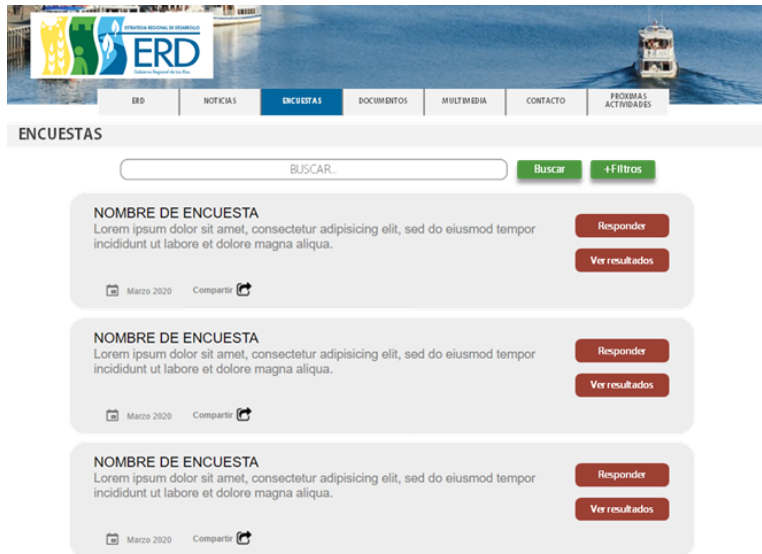 ESTRATEGIA REGIONAL DE DESARROLLO
ERD
Gobierno Regional de Los Ríos
ERD
NOTICIAS
ENCUESTAS
DOCUMENTOS
MULTIMEDIA
CONTACTO
PRÓXIMAS
ACTIVIDADES
ENCUESTAS
BUSCAR...
Buscar
+Filtros
NOMBRE DE ENCUESTA
Lorem ipsum dolor sit amet, consectetur adipisicing elit, sed do eiusmod tempor
incididunt ut labore et dolore magna aliqua.
Responder
Ver resultados
Marzo 2020
Compartir
NOMBRE DE ENCUESTA
Lorem ipsum dolor sit amet, consectetur adipisicing elit, sed do eiusmod tempor
incididunt ut labore et dolore magna aliqua.
Responder
Ver resultados
Marzo 2020
Compartir
NOMBRE DE ENCUESTA
Lorem ipsum dolor sit amet, consectetur adipisicing elit, sed do eiusmod tempor
incididunt ut labore et dolore magna aliqua.
Responder
Ver resultados
Marzo 2020
Compartir